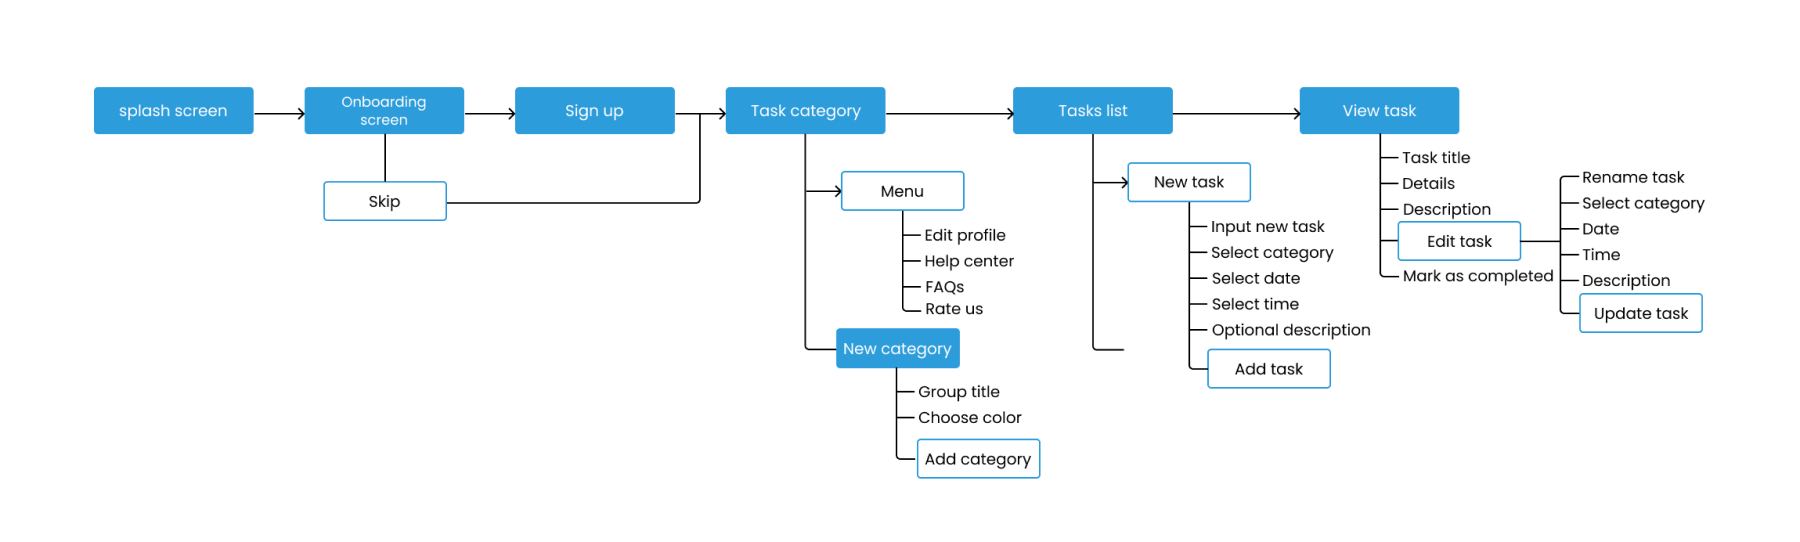 splash screen
Onboarding
screen
Sign up
Task category
Tasks list
View task
Skip
Menu
Edit profile
Help center
FAQs
Rate us
New category
Group title
Choose color
Add category
New task
Input new task
Select category
Select date
Select time
Optional description
Add task
Task title
Details
Description
Edit task
Mark as completed
Rename task
Select category
Date
Time
Description
Update task